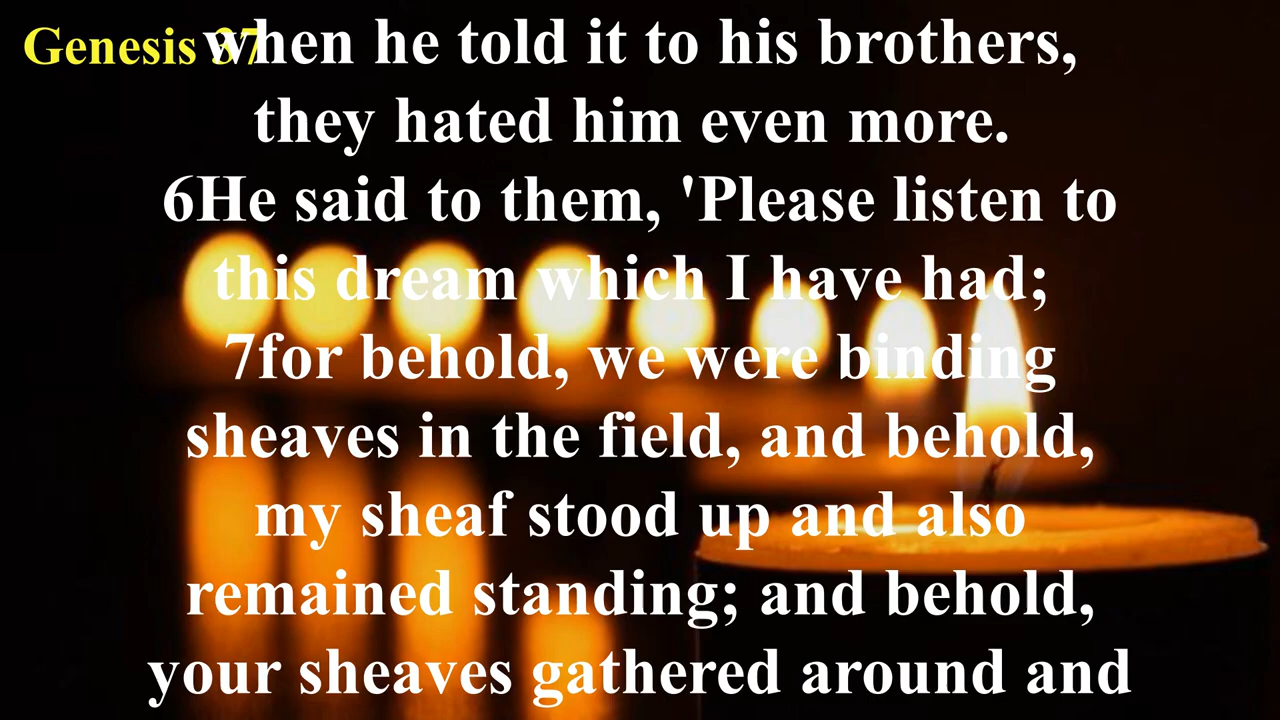 Genesis 37
when he told it to his brothers,
they hated him even more.
6He said to them, 'Please listen to
this dream which I have had;
7for behold, we were binding
sheaves in the field, and behold,
my sheaf stood up and also
remained standing; and behold,
your sheaves gathered around and